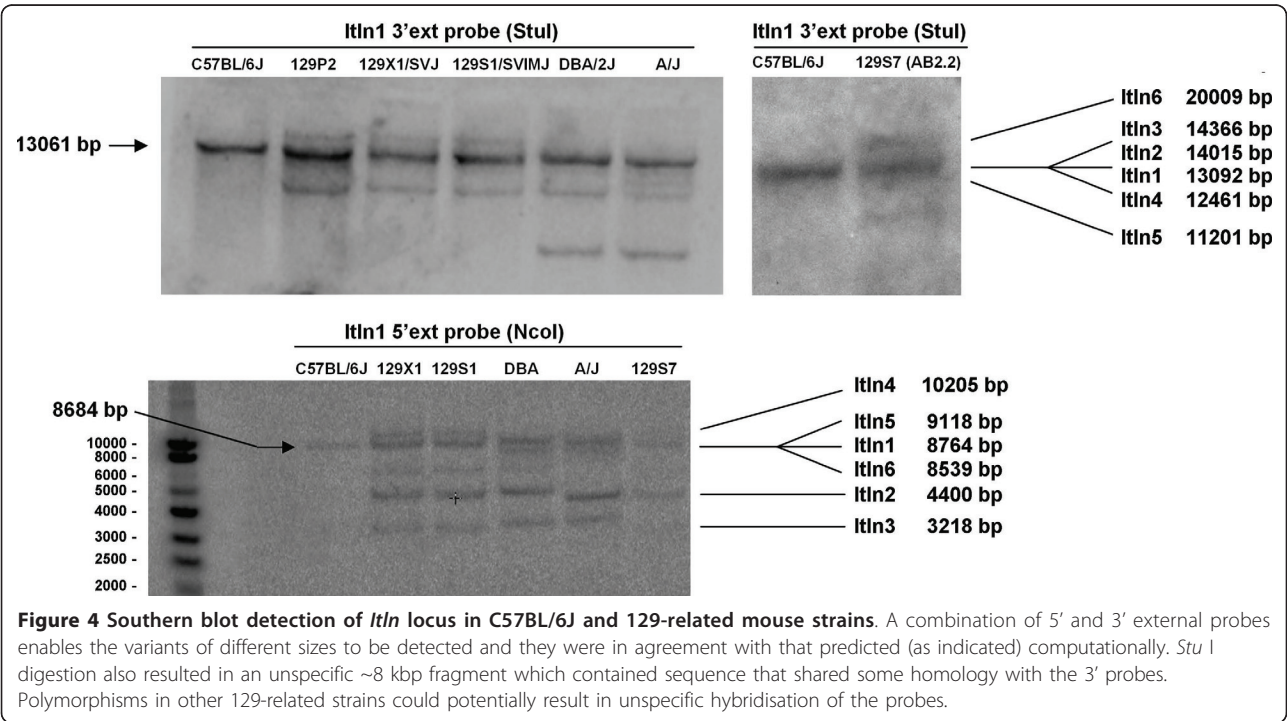 Itln1 3'ext probe (StuI)
C57BL/6J 129P2 129X1/SVJ 129S1/SVIMJ DBA/2J A/J
13061 bp
Itln1 3'ext probe (StuI)
C57BL/6J 129S7 (AB2.2)
Itln6 20009 bp
Itln3 14366 bp
Itln2 14015 bp
Itln1 13092 bp
Itln4 12461 bp
Itln5 11201 bp
Itln1 5'ext probe (NcoI)
C57BL/6J 129X1 129S1 DBA A/J 129S7
8684 bp
10000 -
8000 -
6000 -
5000 -
4000 -
3000 -
2500 -
2000 -
Itln4 10205 bp
Itln5 9118 bp
Itln1 8764 bp
Itln6 8539 bp
Itln2 4400 bp
Itln3 3218 bp
Figure 4 Southern blot detection of Itln locus in C57BL/6J and 129-related mouse strains. A combination of 5' and 3' external probes
enables the variants of different sizes to be detected and they were in agreement with that predicted (as indicated) computationally. Stu I
digestion also resulted in an unspecific ~8 kbp fragment which contained sequence that shared some homology with the 3' probes.
Polymorphisms in other 129-related strains could potentially result in unspecific hybridisation of the probes.